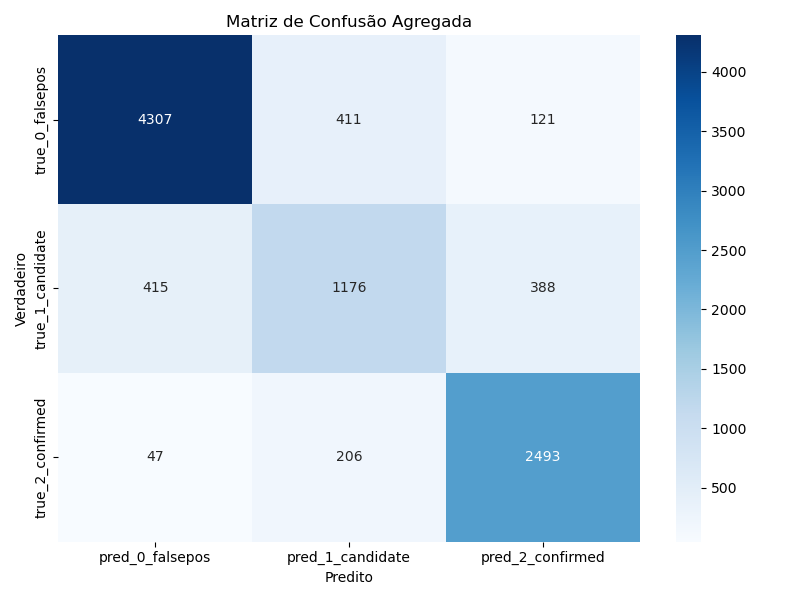 Matriz de Confusão Agregada
Verdadeiro
true_0_falsepos
4307 411 121
true_1_candidate
415 1176 388
true_2_confirmed
47 206 2493
pred_0_falsepos pred_1_candidate pred_2_confirmed
Predito
4000
3500
3000
2500
2000
1500
1000
500